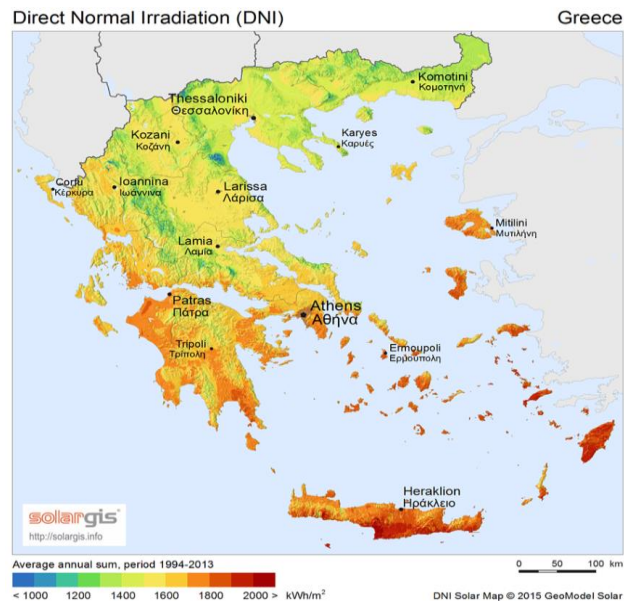 Direct Normal Irradiation (DNI)
Greece
Komotini
Κομοτηνή
Thessaloniki
Θεσσαλονίκη
Kozani
Κοζάνη
Karyes
Καρυές
Corfu
Κέρκυρα
Ioannina
Ιωάννινα
Larissa
Λάρισα
Mitilini
Μυτιλήνη
Lamia
Λαμία
Patras
Πάτρα
Athens
Αθήνα
Tripoli
Τρίπολη
Ermoupoli
Ερμούπολη
Heraklion
Ηράκλειο
solargis
http://solargis.info
Average annual sum, period 1994-2013
0 50 100 km
< 1000 1200 1400 1600 1800 2000 > kWh/m²
DNI Solar Map © 2015 GeoModel Solar